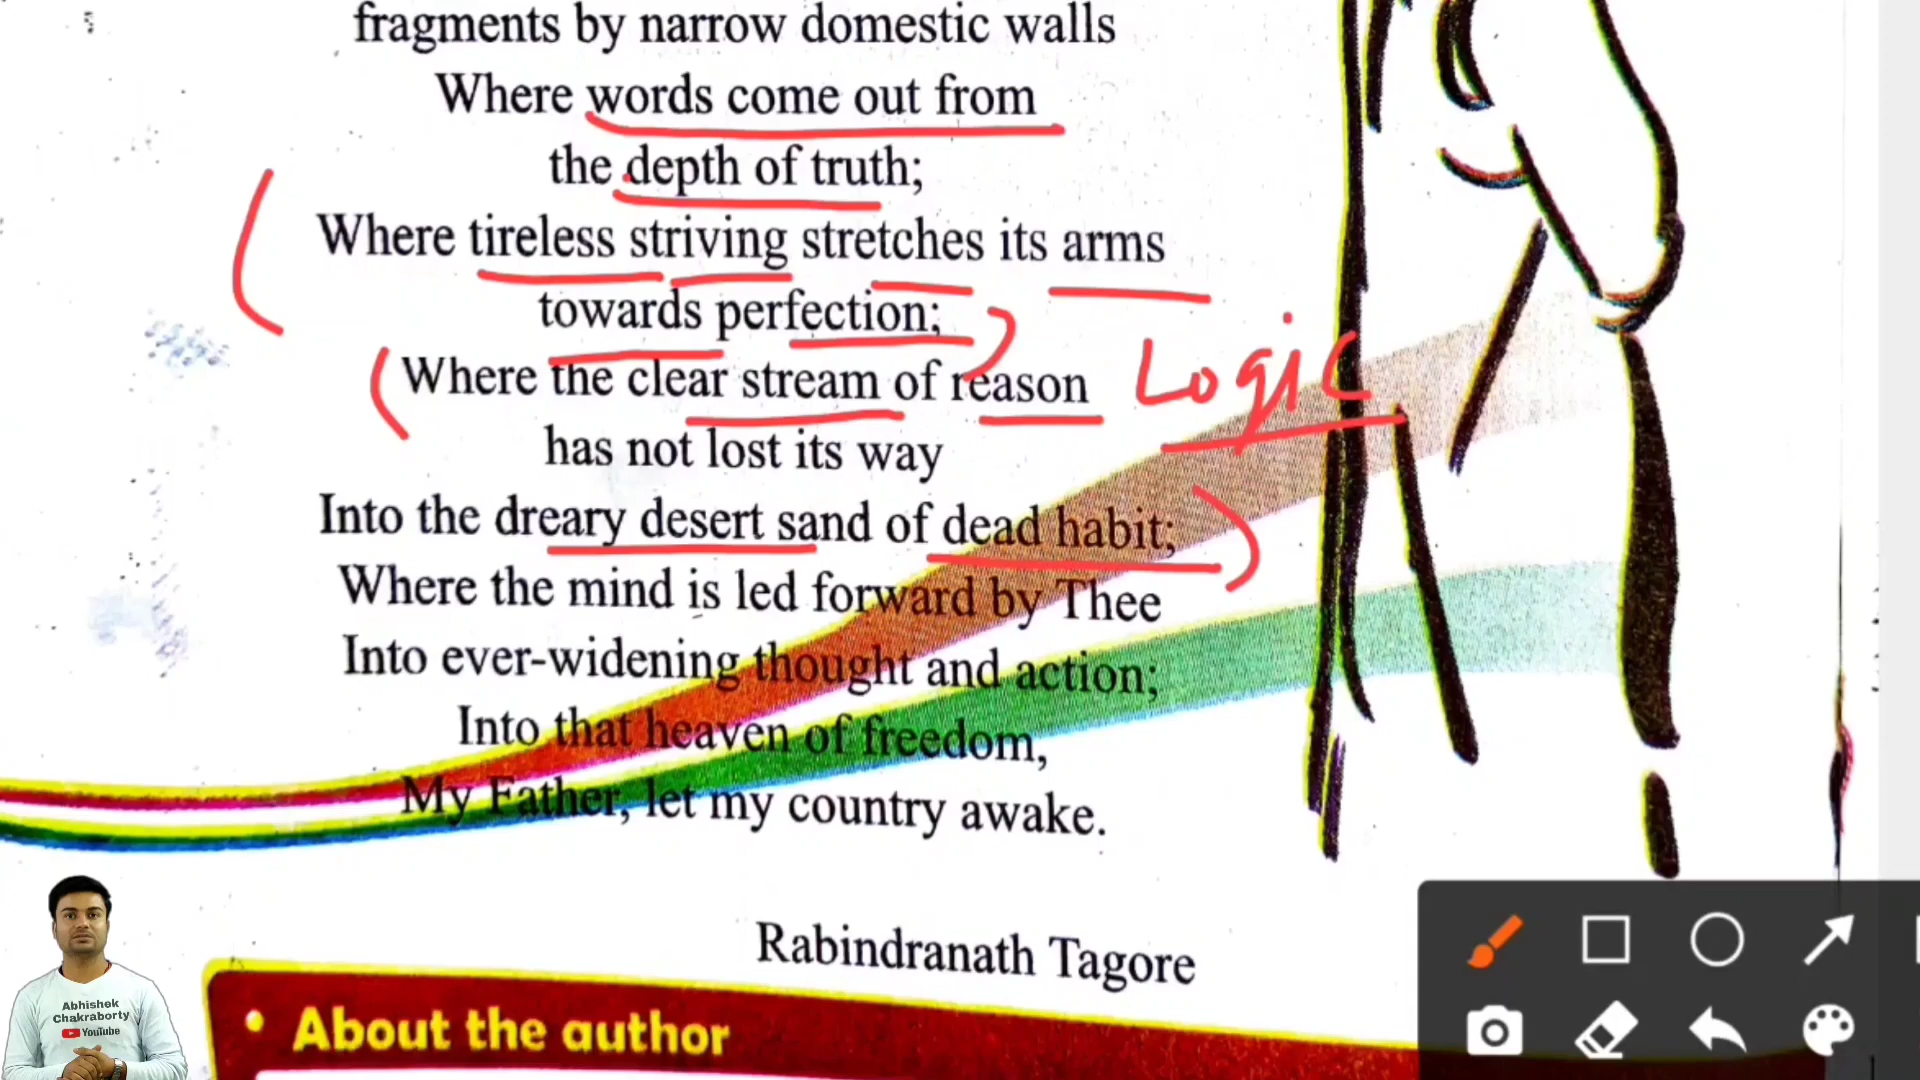 fragments by narrow domestic walls
Where words come out from
the depth of truth;
Where tireless striving stretches its arms
towards perfection;
Where the clear stream of reason
Logic
has not lost its way
Into the dreary desert sand of dead habit;
Where the mind is led forward by Thee
Into ever-widening thought and action;
Into that heaven of freedom,
My Father, let my country awake.
Rabindranath Tagore
• About the author
Abhishek
Chakraborty
YouTube